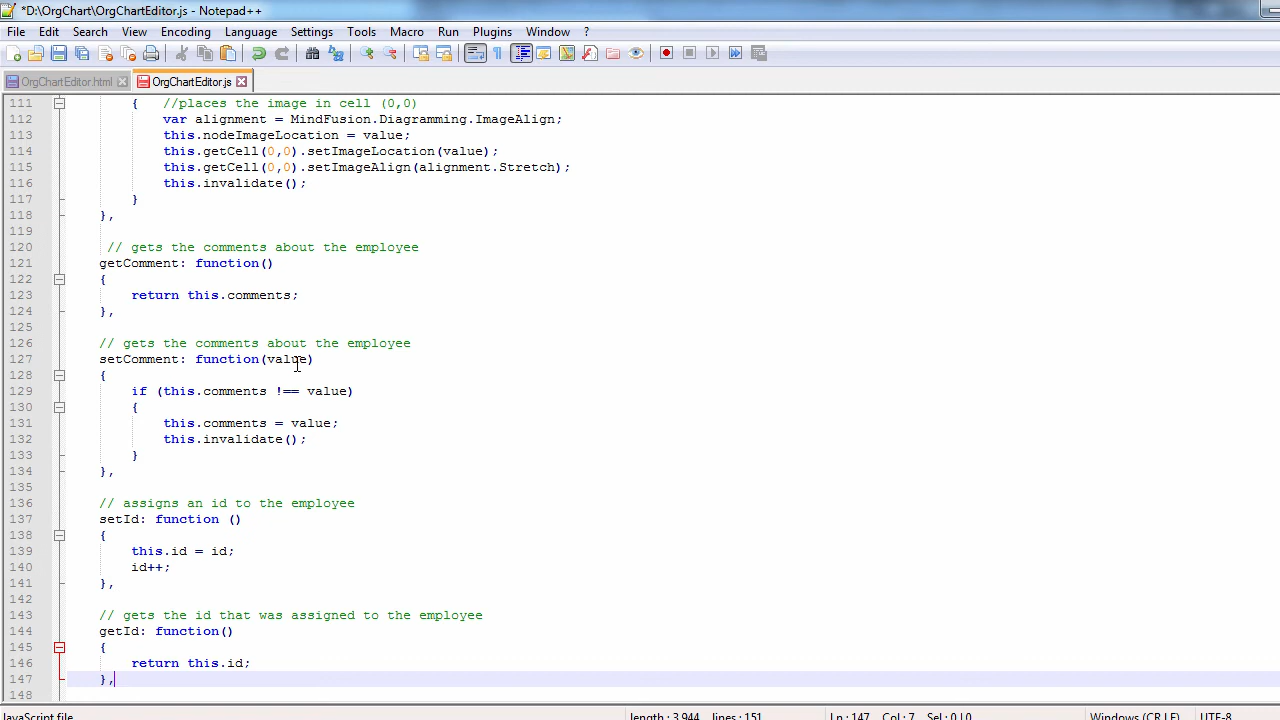 *D:\OrgChart\OrgChartEditor.js - Notepad++
File Edit Search View Encoding Language Settings Tools Macro Run Plugins Window ?
OrgChartEditor.html OrgChartEditor.js
111 { //places the image in cell (0,0)
112 var alignment = MindFusion.Diagramming.ImageAlign;
113 this.nodeImageLocation = value;
114 this.getCell(0,0).setImageLocation(value);
115 this.getCell(0,0).setImageAlign(alignment.Stretch);
116 this.invalidate();
117 }
118 },
119
120 // gets the comments about the employee
121 getComment: function()
122 {
123 return this.comments;
124 },
125
126 // gets the comments about the employee
127 setComment: function(value)
128 {
129 if (this.comments !== value)
130 {
131 this.comments = value;
132 this.invalidate();
133 }
134 },
135
136 // assigns an id to the employee
137 setId: function ()
138 {
139 this.id = id;
140 id++;
141 },
142
143 // gets the id that was assigned to the employee
144 getId: function()
145 {
146 return this.id;
147 },
148
JavaScript file length : 3,944 lines : 151 Ln : 147 Col : 7 Sel : 0 | 0 Windows (CR LF) UTF-8